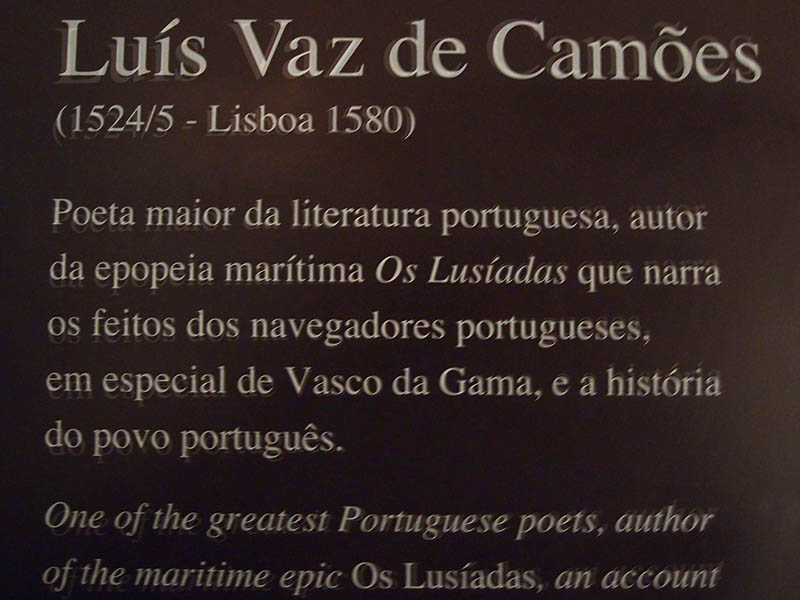 Luís Vaz de Camões
(1524/5 - Lisboa 1580)
Poeta maior da literatura portuguesa, autor
da epopeia marítima Os Lusíadas que narra
os feitos dos navegadores portugueses,
em especial de Vasco da Gama, e a história
do povo português.
One of the greatest Portuguese poets, author
of the maritime epic Os Lusíadas, an account